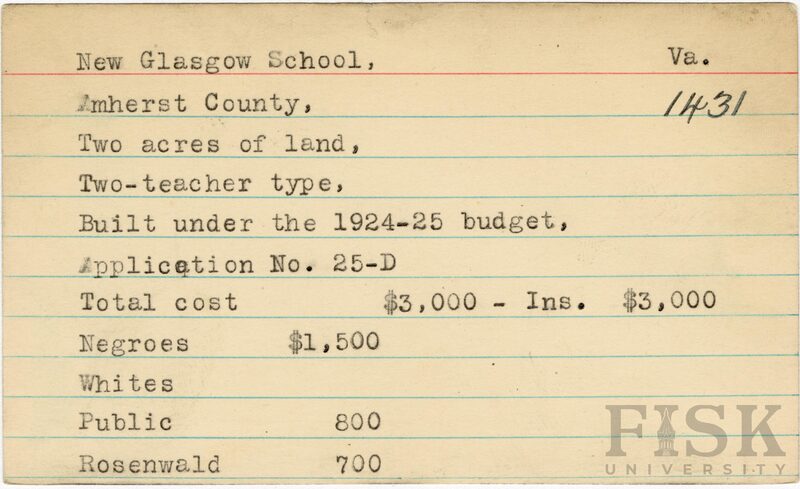 New Glasgow School, Va.
Amherst County, 1431
Two acres of land,
Two-teacher type,
Built under the 1924-25 budget,
Application No. 25-D
Total cost $3,000 - Ins. $3,000
Negroes $1,500
Whites
Public 800
Rosenwald 700
FISK
UNIVERSITY